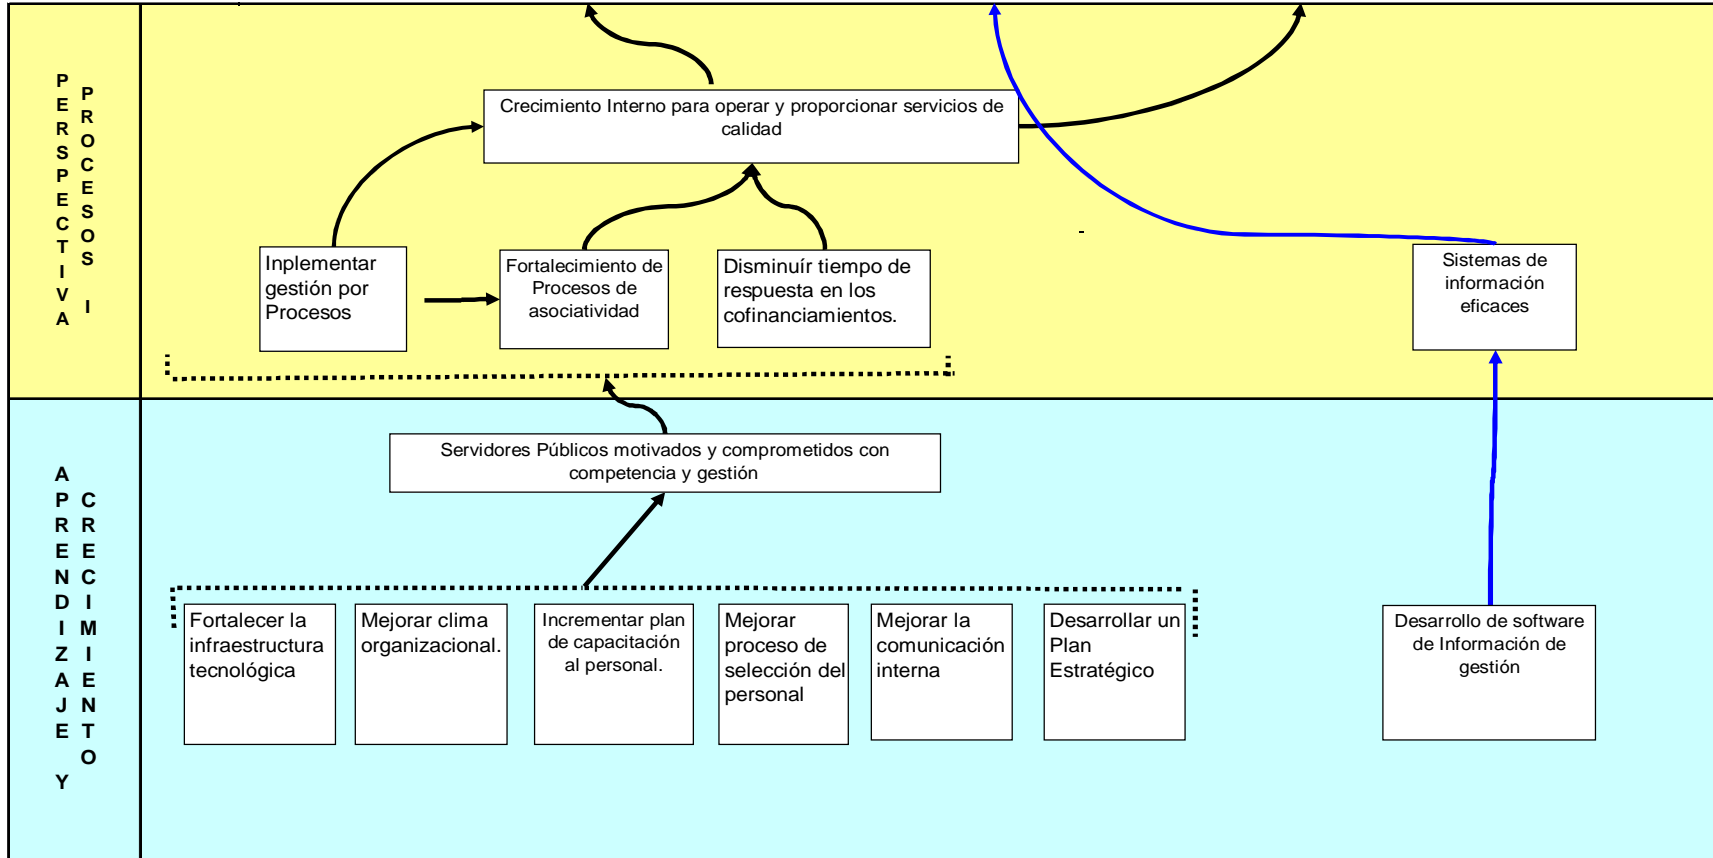 PERSPECTIVA
PROCESOS I
Crecimiento Interno para operar y proporcionar servicios de
calidad
Inplementar
gestión por
Procesos
Fortalecimiento de
Procesos de
asociatividad
Disminuír tiempo de
respuesta en los
cofinanciamientos.
Sistemas de
información
eficaces
APRENDIZAJE Y
CRECIMIENTO
Servidores Públicos motivados y comprometidos con
competencia y gestión
Fortalecer la
infraestructura
tecnológica
Mejorar clima
organizacional.
Incrementar plan
de capacitación
al personal.
Mejorar
proceso de
selección del
personal
Mejorar la
comunicación
interna
Desarrollar un
Plan
Estratégico
Desarrollo de software
de Información de
gestión